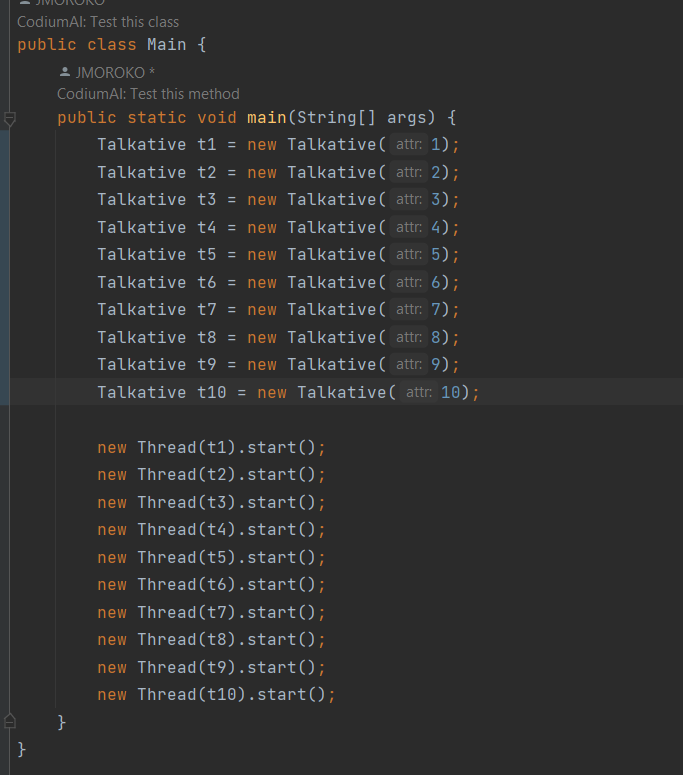 JMOROKO
CodiumAI: Test this class
public class Main {
JMOROKO *
CodiumAI: Test this method
public static void main(String[] args) {
Talkative t1 = new Talkative( attr: 1);
Talkative t2 = new Talkative( attr: 2);
Talkative t3 = new Talkative( attr: 3);
Talkative t4 = new Talkative( attr: 4);
Talkative t5 = new Talkative( attr: 5);
Talkative t6 = new Talkative( attr: 6);
Talkative t7 = new Talkative( attr: 7);
Talkative t8 = new Talkative( attr: 8);
Talkative t9 = new Talkative( attr: 9);
Talkative t10 = new Talkative( attr: 10);
new Thread(t1).start();
new Thread(t2).start();
new Thread(t3).start();
new Thread(t4).start();
new Thread(t5).start();
new Thread(t6).start();
new Thread(t7).start();
new Thread(t8).start();
new Thread(t9).start();
new Thread(t10).start();
}
}